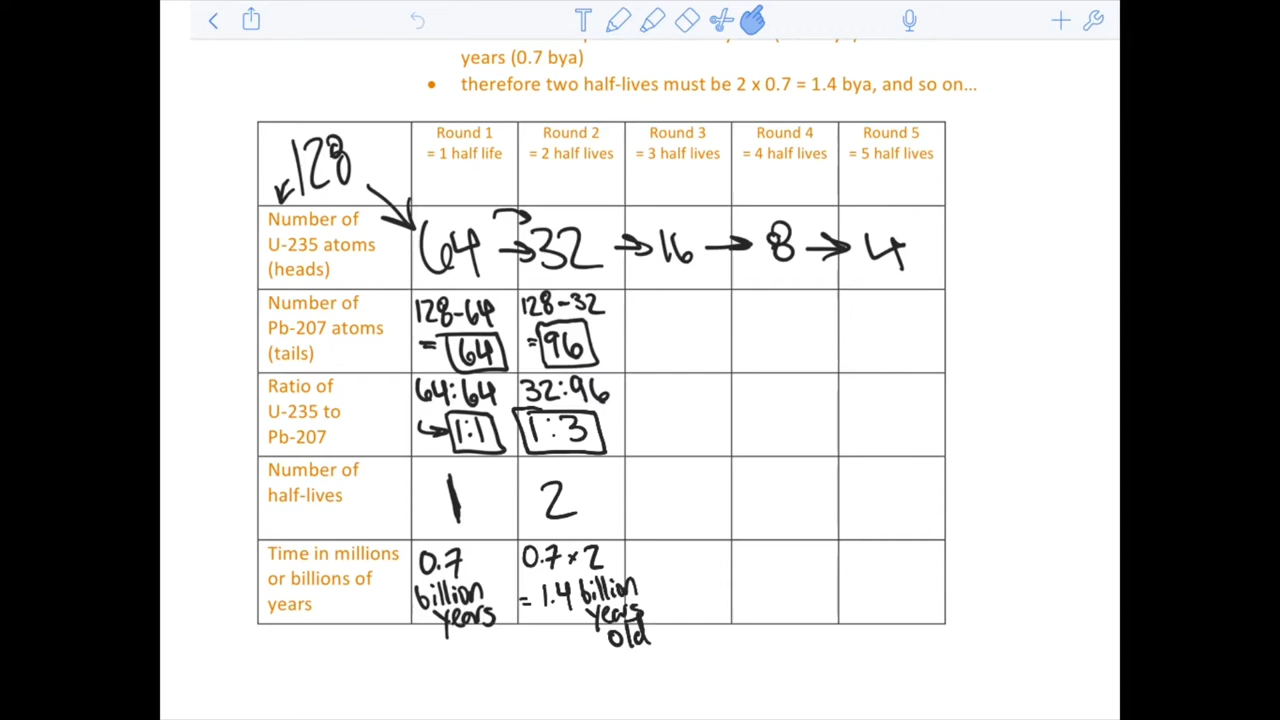 T
years (0.7 bya)
• therefore two half-lives must be 2 x 0.7 = 1.4 bya, and so on...
128
Round 1
= 1 half life
Round 2
= 2 half lives
Round 3
= 3 half lives
Round 4
= 4 half lives
Round 5
= 5 half lives
Number of
U-235 atoms
(heads)
64 → 32 → 16 → 8 → 4
Number of
Pb-207 atoms
(tails)
128-64
= 64
128-32
= 96
Ratio of
U-235 to
Pb-207
64:64
→ 1:1
32:96
1:3
Number of
half-lives
1
2
Time in millions
or billions of
years
0.7
billion
years
0.7 × 2
= 1.4 billion
years
old